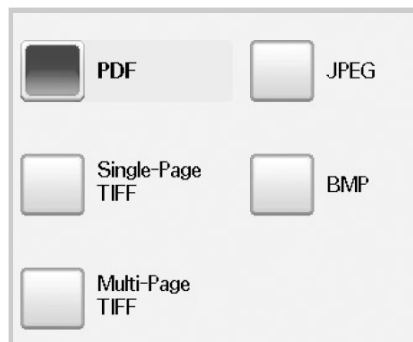 PDF
JPEG
Single-Page
TIFF
BMP
Multi-Page
TIFF